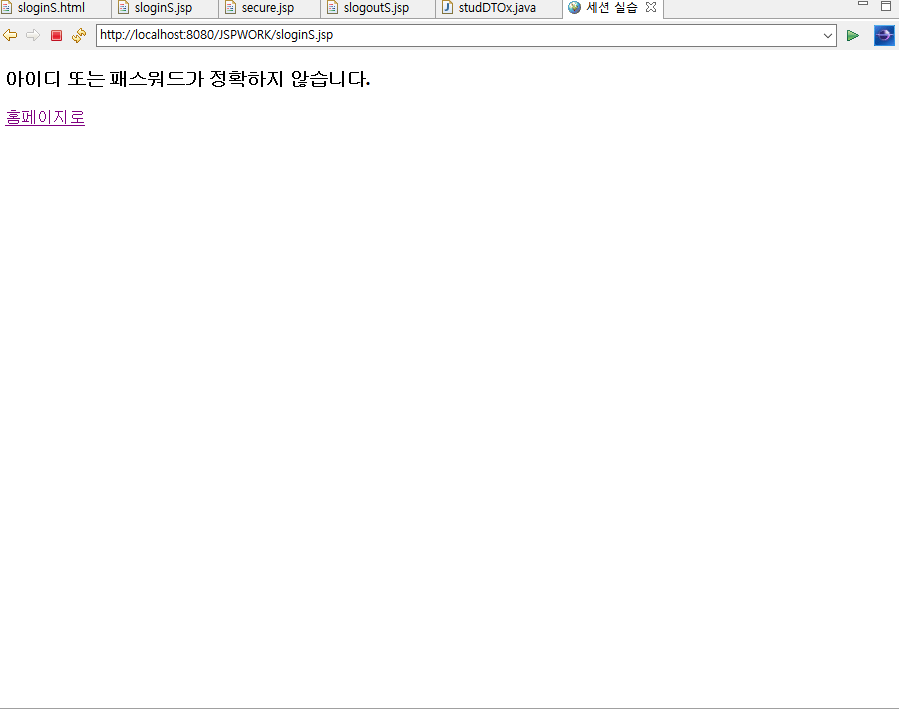 sloginS.html sloginS.jsp secure.jsp slogoutS.jsp studDTOx.java 세션 실습
http://localhost:8080/JSPWORK/sloginS.jsp
아이디 또는 패스워드가 정확하지 않습니다.
홈페이지로